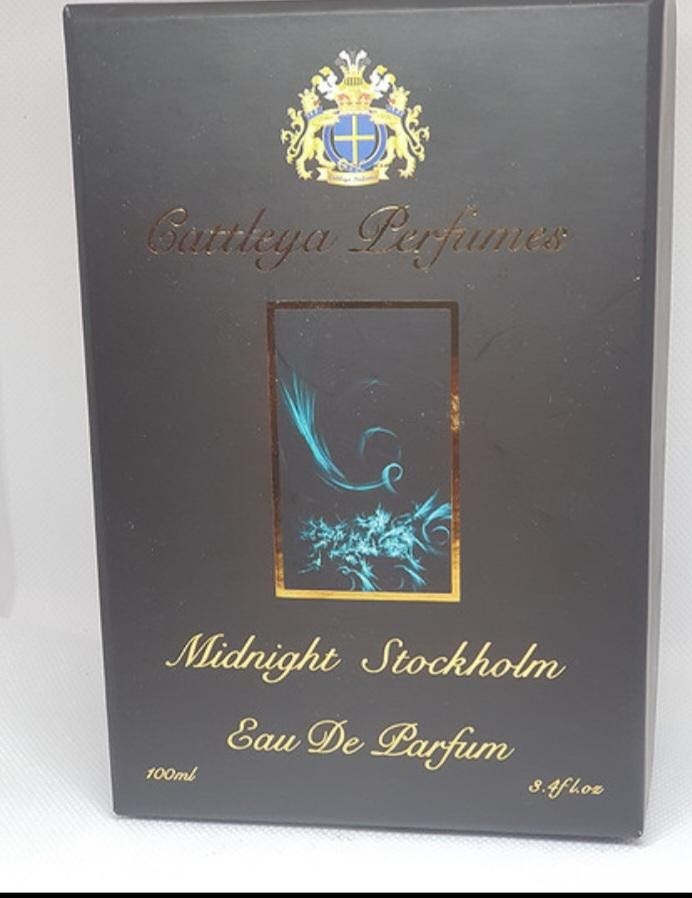 Cattleya Perfumes
Midnight Stockholm
Eau De Parfum
100ml
3.4fl.oz